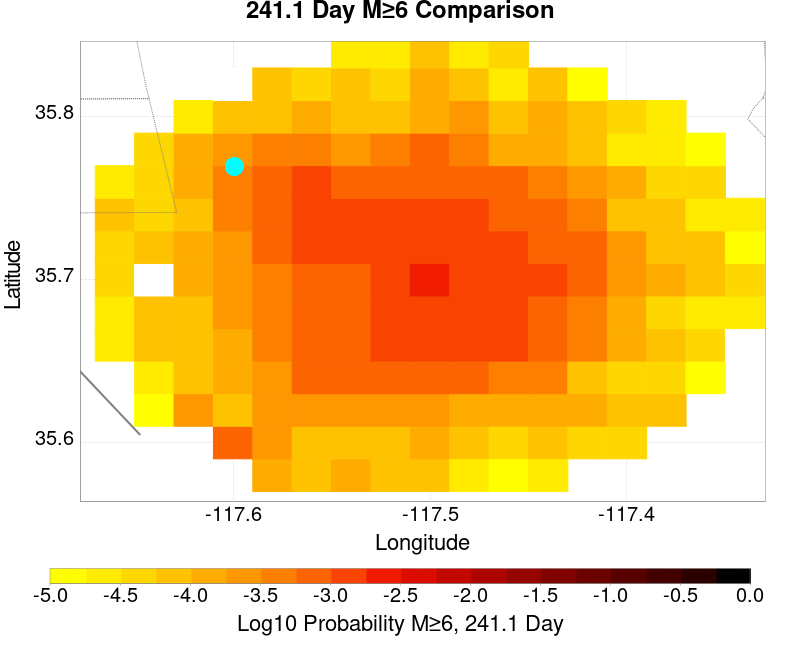 241.1 Day M≥6 Comparison
35.8
35.7
35.6
Latitude
-117.6 -117.5 -117.4
Longitude
-5.0 -4.5 -4.0 -3.5 -3.0 -2.5 -2.0 -1.5 -1.0 -0.5 0.0
Log10 Probability M≥6, 241.1 Day